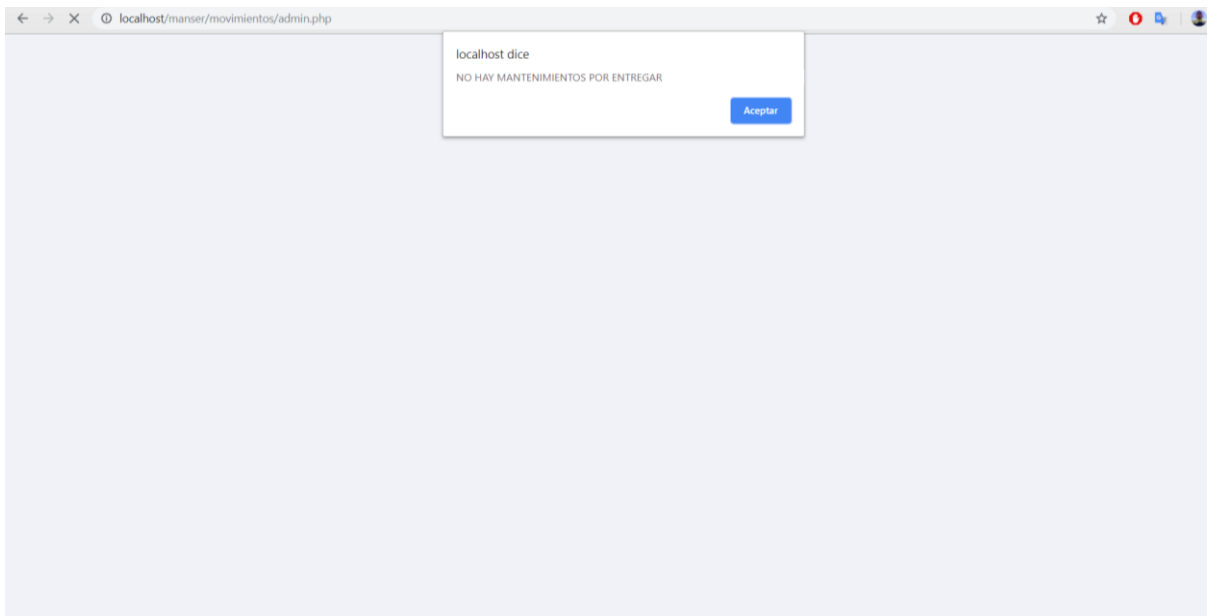 localhost/manser/movimientos/admin.php
localhost dice
NO HAY MANTENIMIENTOS POR ENTREGAR
Aceptar